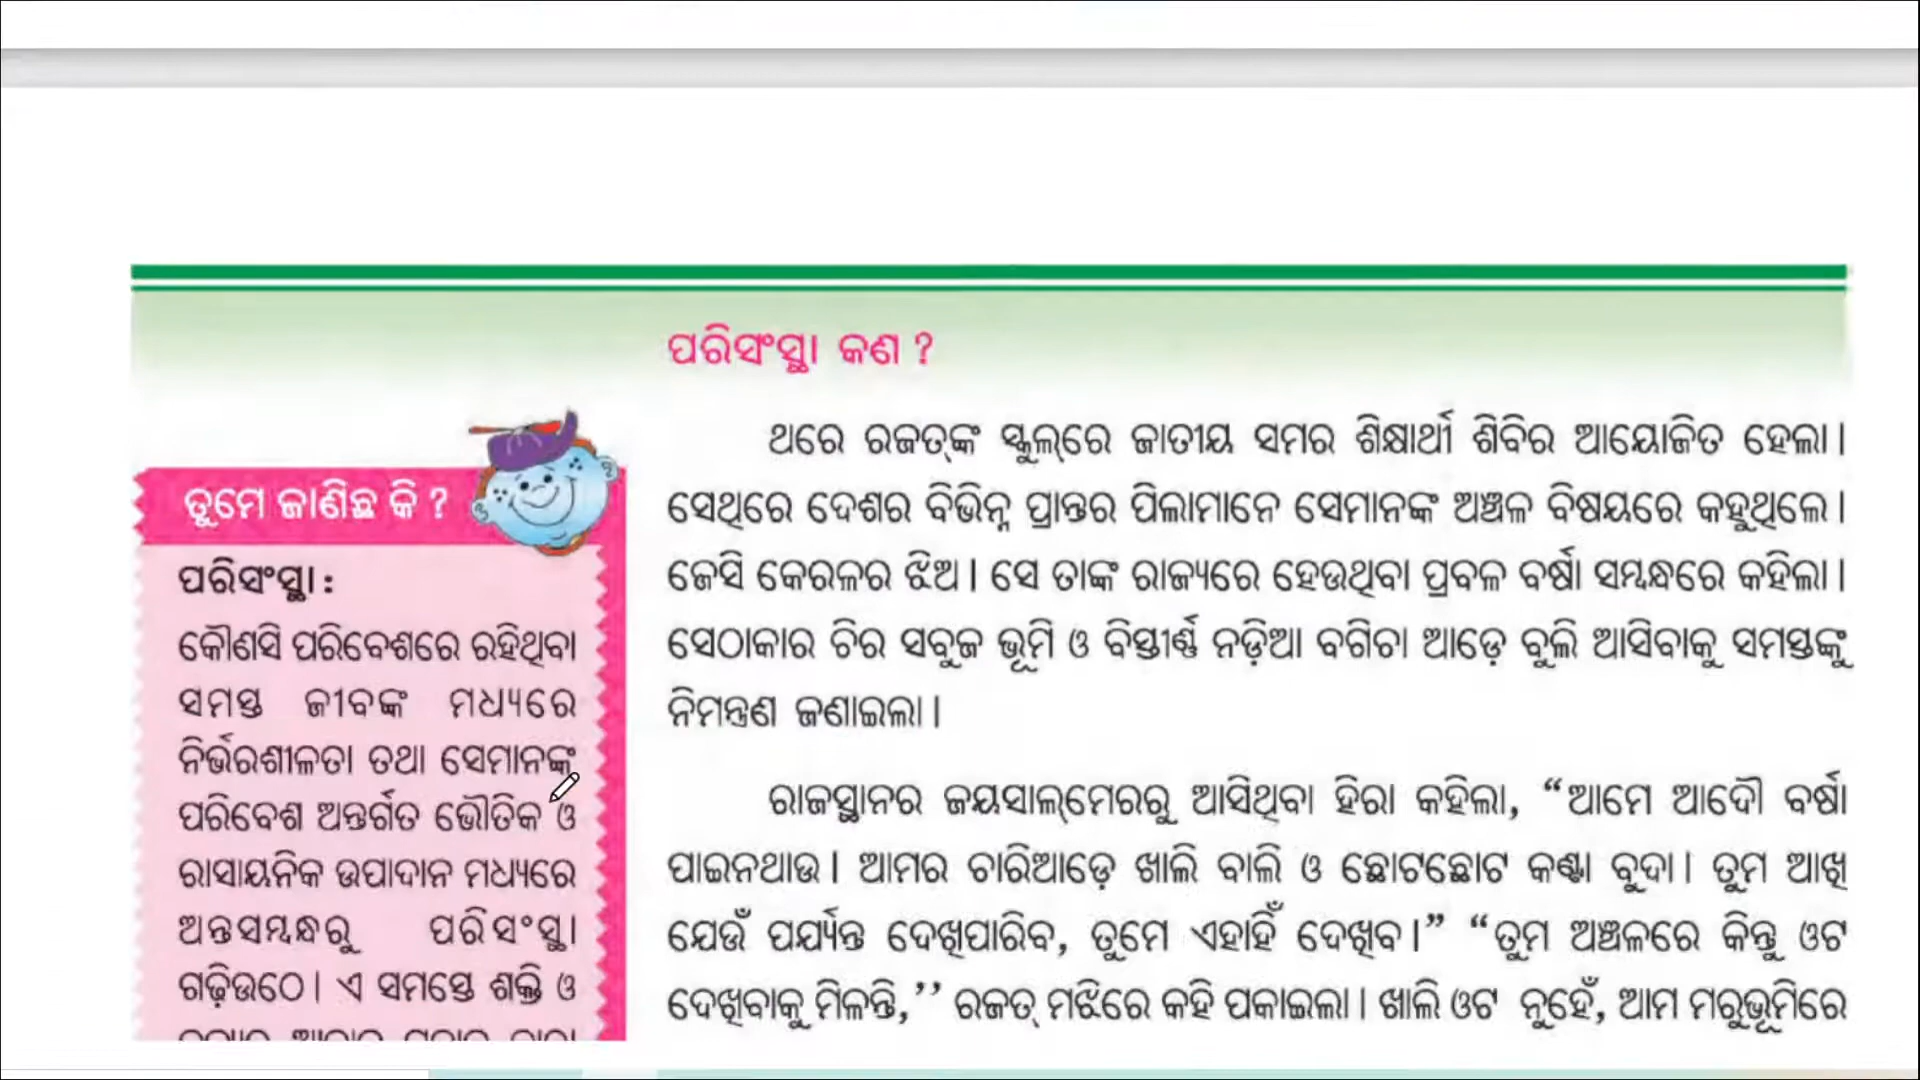 ପରିସଂସ୍ଥା କଣ ?
ଥରେ ରଜତ୍‌ଙ୍କ ସ୍କୁଲ୍‌ରେ ଜାତୀୟ ସମର ଶିକ୍ଷାର୍ଥୀ ଶିବିର ଆୟୋଜିତ ହେଲା ।
ସେଥିରେ ଦେଶର ବିଭିନ୍ନ ପ୍ରାନ୍ତର ପିଲାମାନେ ସେମାନଙ୍କ ଅଞ୍ଚଳ ବିଷୟରେ କହୁଥିଲେ ।
ଜେସି କେରଳର ଝିଅ । ସେ ତାଙ୍କ ରାଜ୍ୟରେ ହେଉଥିବା ପ୍ରବଳ ବର୍ଷା ସମ୍ବନ୍ଧରେ କହିଲା ।
ସେଠାକାର ଚିର ସବୁଜ ଭୂମି ଓ ବିସ୍ତୀର୍ଣ୍ଣ ନଡ଼ିଆ ବଗିଚା ଆଡ଼େ ବୁଲି ଆସିବାକୁ ସମସ୍ତଙ୍କୁ
ନିମନ୍ତ୍ରଣ ଜଣାଇଲା ।
ରାଜସ୍ଥାନର ଜୟସାଲ୍‌ମେରରୁ ଆସିଥିବା ହିରା କହିଲା, “ଆମେ ଆଦୌ ବର୍ଷା
ପାଇନଥାଉ । ଆମର ଚାରିଆଡ଼େ ଖାଲି ବାଲି ଓ ଛୋଟଛୋଟ କଣ୍ଟା ବୁଦା । ତୁମ ଆଖି
ଯେଉଁ ପର୍ଯ୍ୟନ୍ତ ଦେଖିପାରିବ, ତୁମେ ଏହାହିଁ ଦେଖିବ ।” “ତୁମ ଅଞ୍ଚଳରେ କିନ୍ତୁ ଓଟ
ଦେଖିବାକୁ ମିଳନ୍ତି,’’ ରଜତ୍ ମଝିରେ କହି ପକାଇଲା । ଖାଲି ଓଟ ନୁହେଁ, ଆମ ମରୁଭୂମିରେ
ତୁମେ ଜାଣିଛ କି ?
ପରିସଂସ୍ଥା :
କୌଣସି ପରିବେଶରେ ରହିଥିବା
ସମସ୍ତ ଜୀବଙ୍କ ମଧ୍ୟରେ
ନିର୍ଭରଶୀଳତା ତଥା ସେମାନଙ୍କ
ପରିବେଶ ଅନ୍ତର୍ଗତ ଭୌତିକ ଓ
ରାସାୟନିକ ଉପାଦାନ ମଧ୍ୟରେ
ଅନ୍ତସମ୍ବନ୍ଧରୁ ପରିସଂସ୍ଥା
ଗଢ଼ିଉଠେ । ଏ ସମସ୍ତେ ଶକ୍ତି ଓ